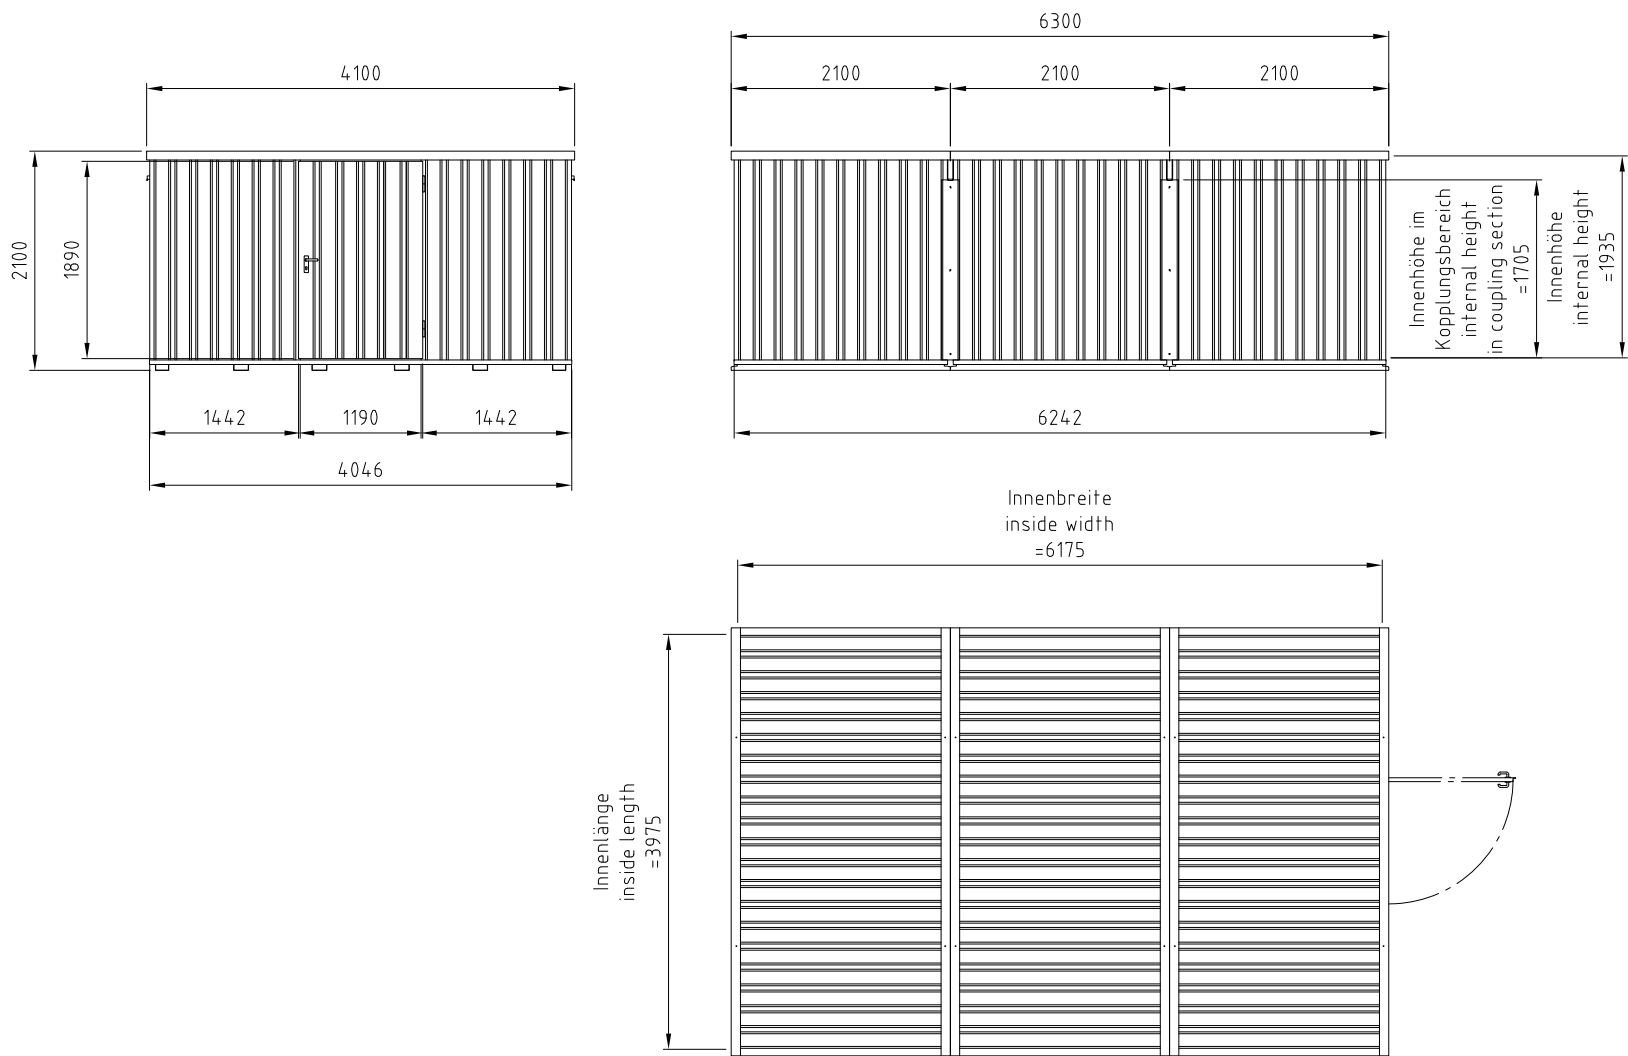 6300
4100
2100
2100
2100
2100
1890
Innenhöhe im
Kopplungsbereich
internal height
in coupling section
=1705
Innenhöhe
internal height
=1935
1442
1190
1442
6242
4046
Innenbreite
inside width
=6175
Innenlänge
inside length
=3975